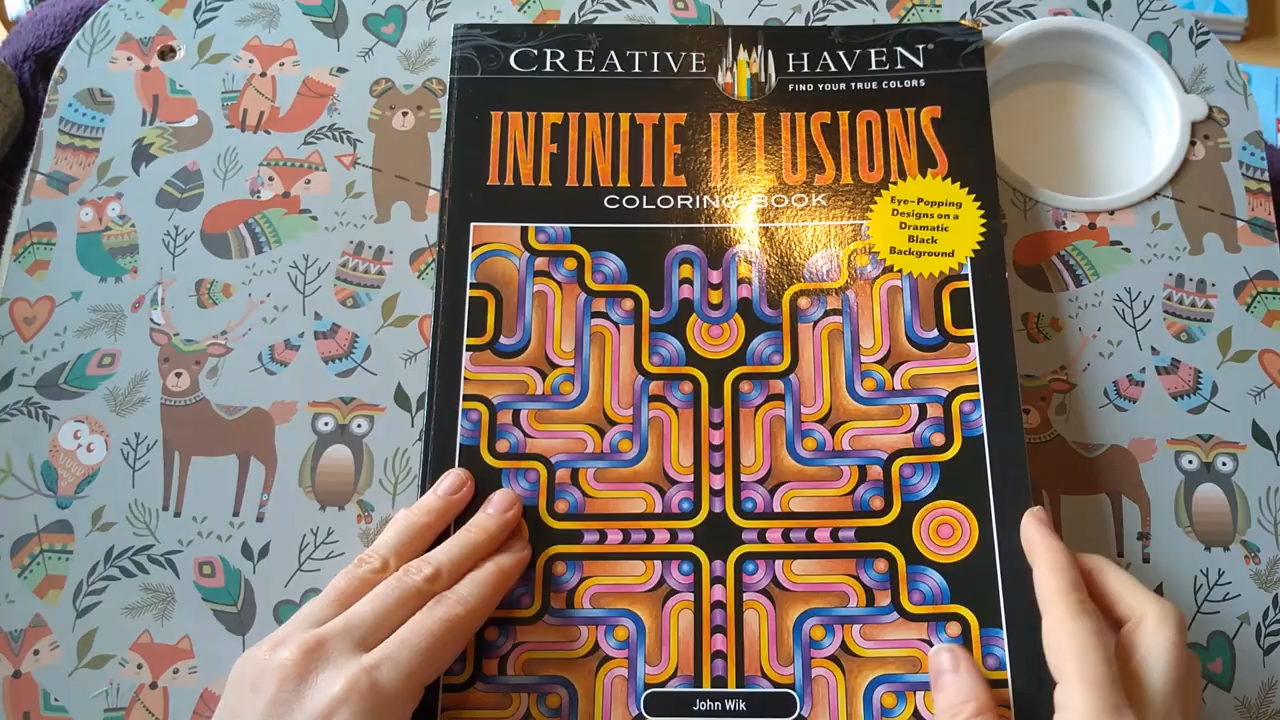 CREATIVE HAVEN®
FIND YOUR TRUE COLORS
INFINITE ILLUSIONS
COLORING BOOK
Eye-Popping
Designs on a
Dramatic
Black
Background
John Wik